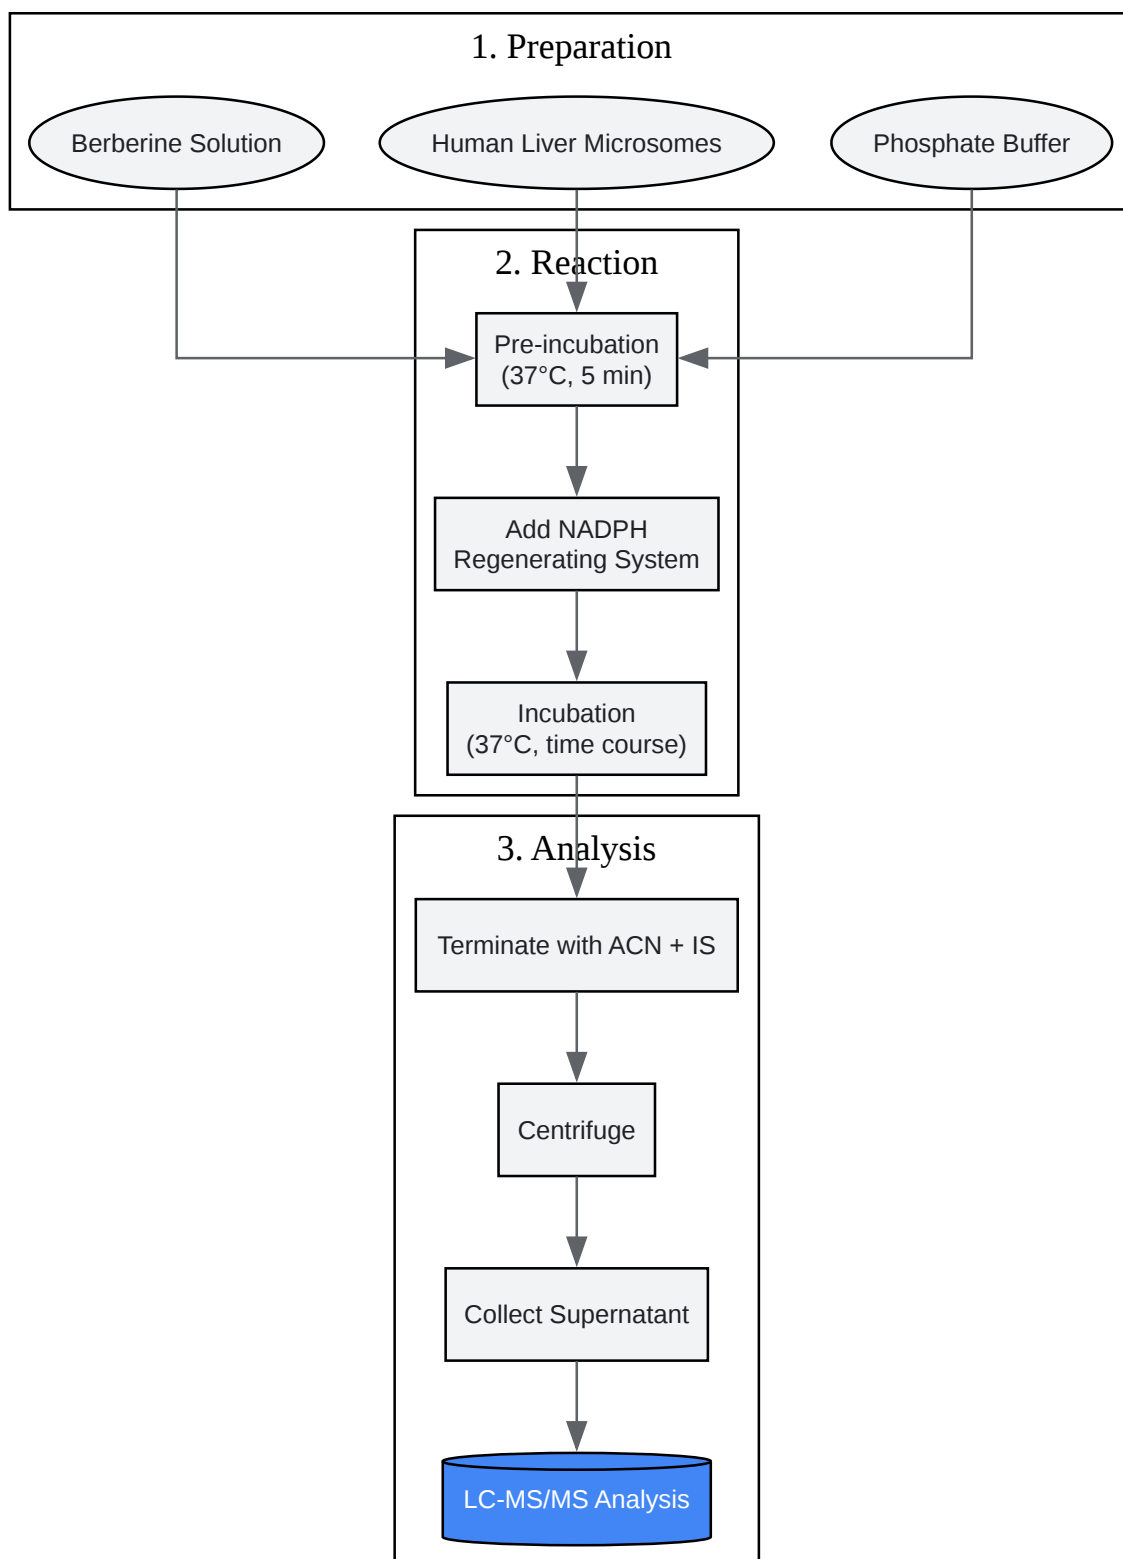 1. Preparation
Berberine Solution
Human Liver Microsomes
Phosphate Buffer
2. Reaction
Pre-incubation
(37°C, 5 min)
Add NADPH
Regenerating System
Incubation
(37°C, time course)
3. Analysis
Terminate with ACN + IS
Centrifuge
Collect Supernatant
LC-MS/MS Analysis